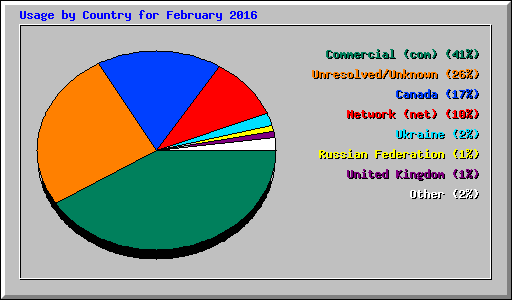 Usage by Country for February 2016
Commercial (com) (41%)
Unresolved/Unknown (26%)
Canada (17%)
Network (net) (10%)
Ukraine (2%)
Russian Federation (1%)
United Kingdom (1%)
Other (2%)